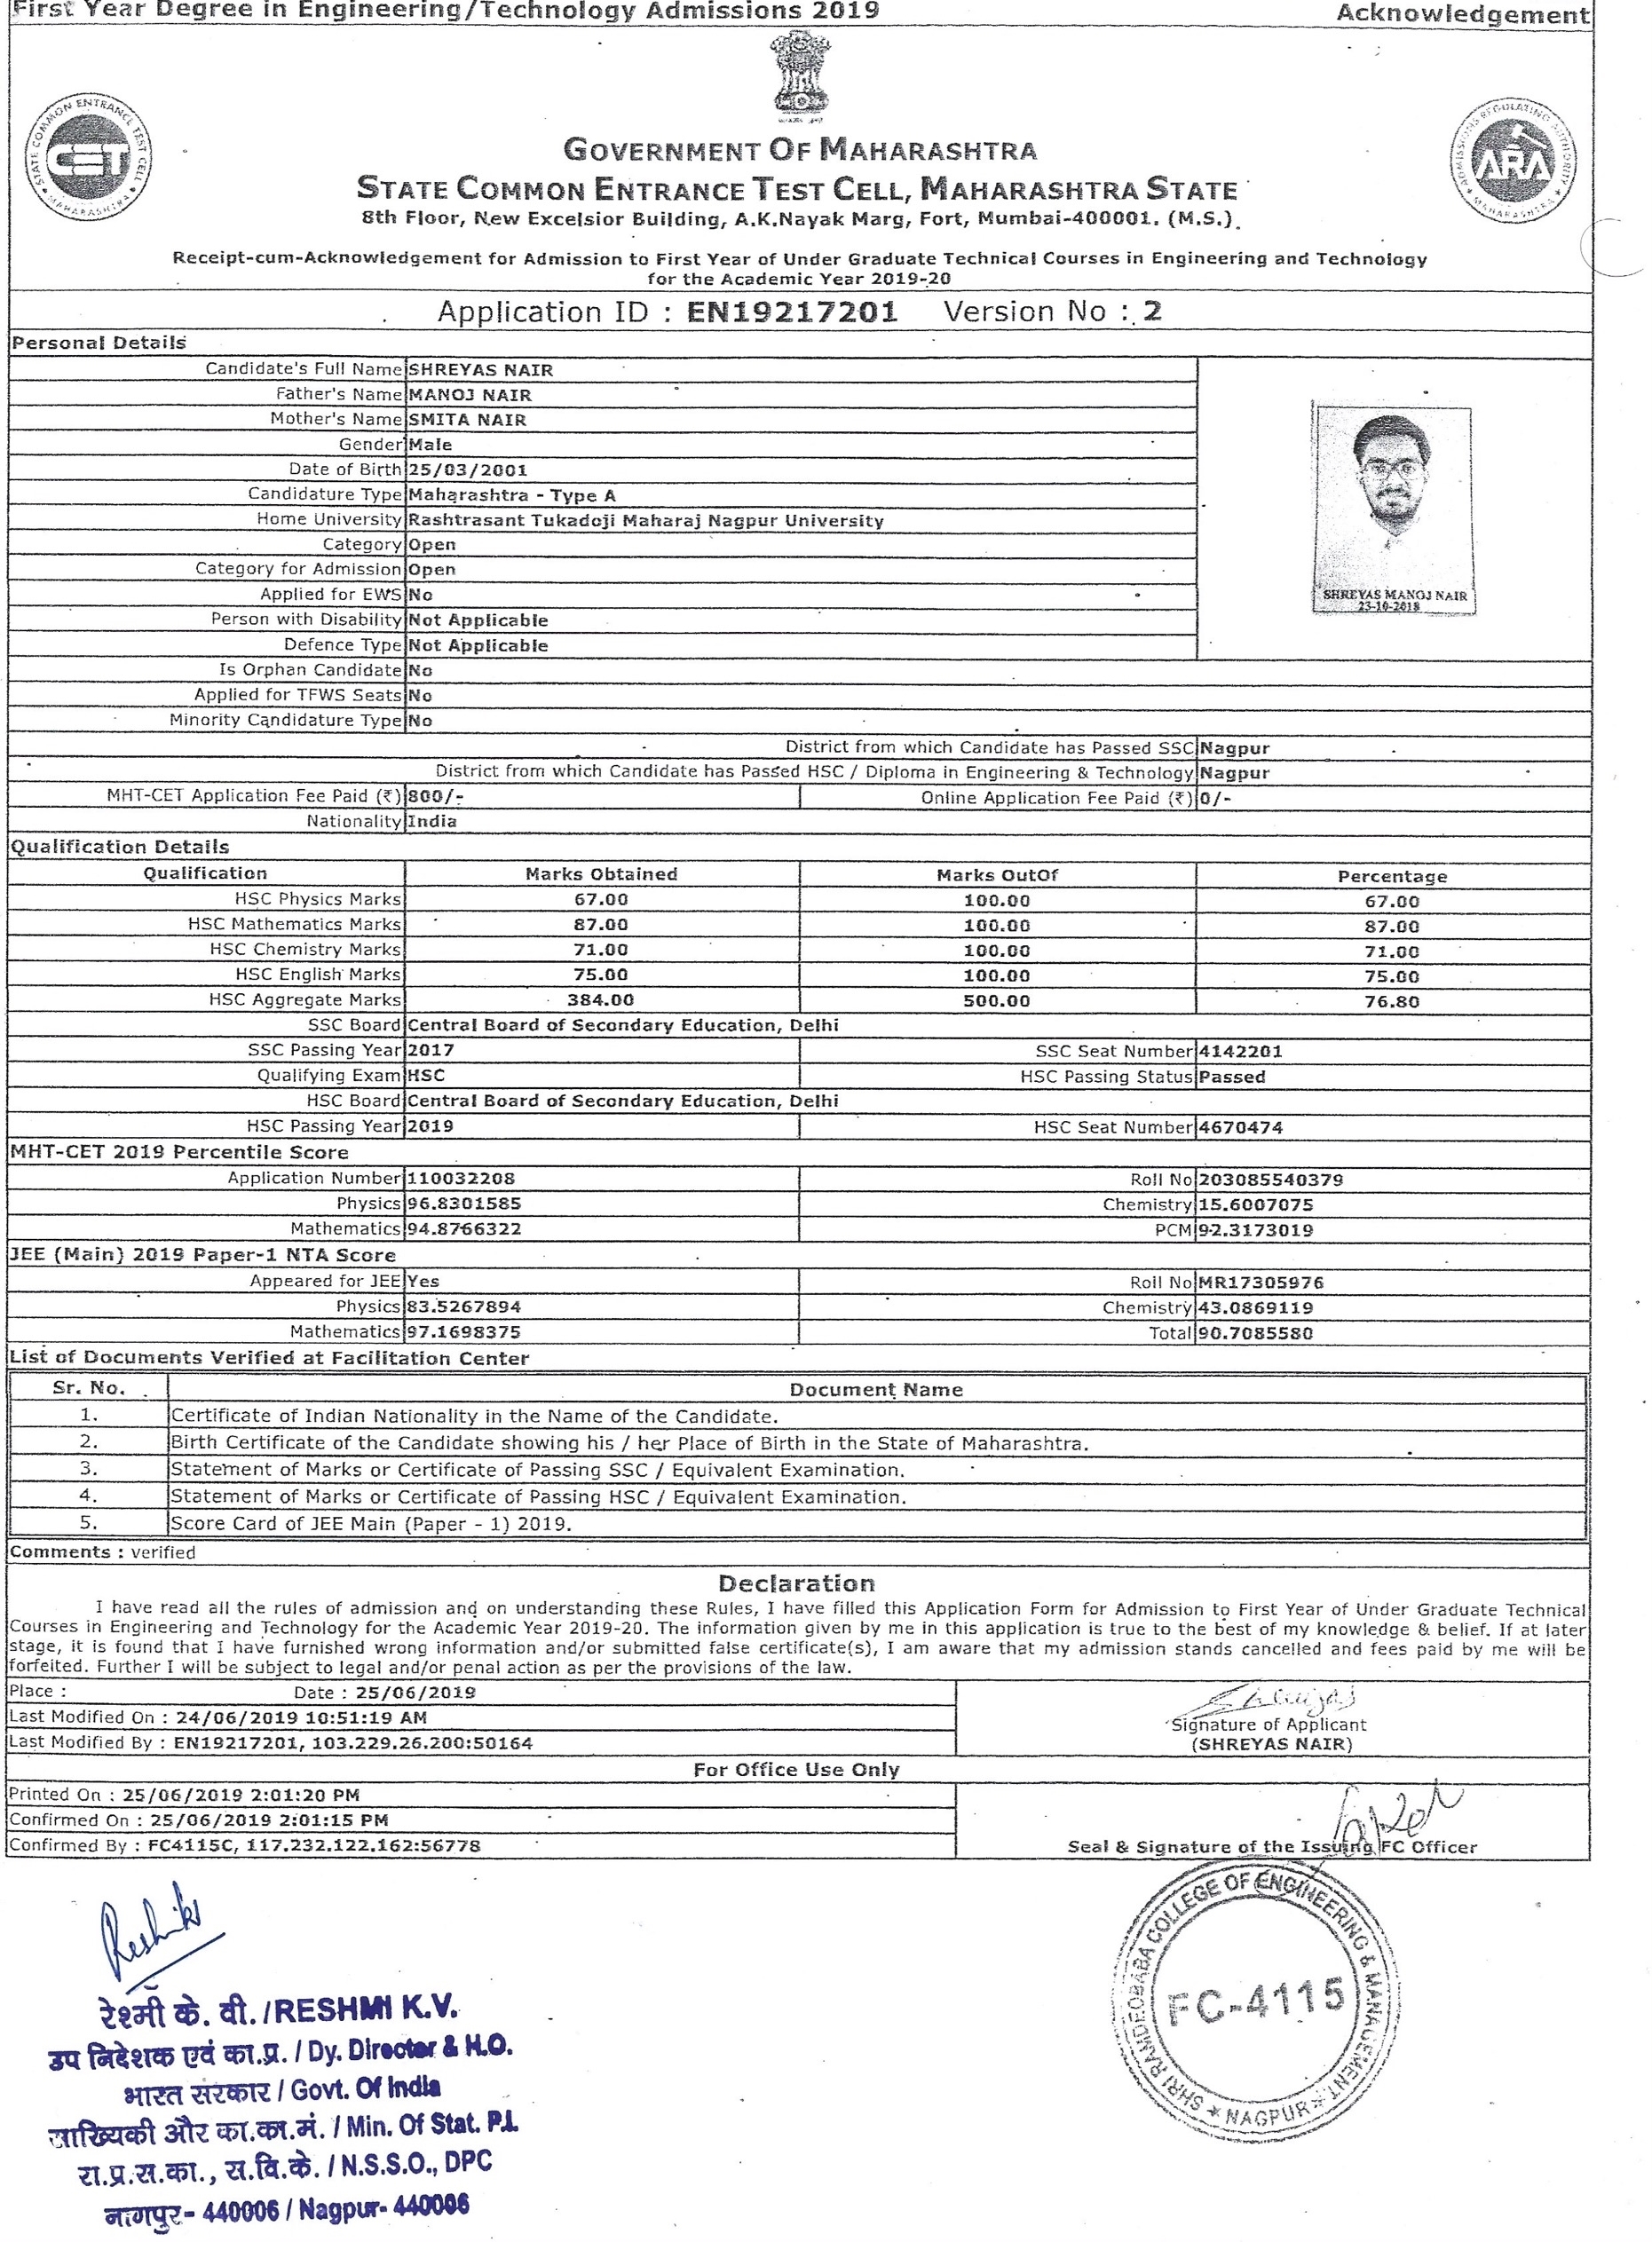 First Year Degree in Engineering/Technology Admissions 2019 Acknowledgement
STATE COMMON ENTRANCE TEST CELL
CET
MAHARASHTRA
ADMISSIONS REGULATING AUTHORITY
ARA
MAHARASHTRA
GOVERNMENT OF MAHARASHTRA
STATE COMMON ENTRANCE TEST CELL, MAHARASHTRA STATE
8th Floor, New Excelsior Building, A.K.Nayak Marg, Fort, Mumbai-400001. (M.S.).
Receipt-cum-Acknowledgement for Admission to First Year of Under Graduate Technical Courses in Engineering and Technology
for the Academic Year 2019-20
Application ID : EN19217201 Version No : 2
Personal Details
Candidate's Full Name SHREYAS NAIR
Father's Name MANOJ NAIR
Mother's Name SMITA NAIR
Gender Male
Date of Birth 25/03/2001
Candidature Type Maharashtra - Type A
Home University Rashtrasant Tukadoji Maharaj Nagpur University
Category Open
Category for Admission Open
Applied for EWS No
Person with Disability Not Applicable
Defence Type Not Applicable
SHREYAS MANOJ NAIR
23-10-2018
Is Orphan Candidate No
Applied for TFWS Seats No
Minority Candidature Type No
District from which Candidate has Passed SSC Nagpur
District from which Candidate has Passed HSC / Diploma in Engineering & Technology Nagpur
MHT-CET Application Fee Paid (₹) 800/- Online Application Fee Paid (₹) 0/-
Nationality India
Qualification Details
Qualification Marks Obtained Marks OutOf Percentage
HSC Physics Marks 67.00 100.00 67.00
HSC Mathematics Marks 87.00 100.00 87.00
HSC Chemistry Marks 71.00 100.00 71.00
HSC English Marks 75.00 100.00 75.00
HSC Aggregate Marks 384.00 500.00 76.80
SSC Board Central Board of Secondary Education, Delhi
SSC Passing Year 2017 SSC Seat Number 4142201
Qualifying Exam HSC HSC Passing Status Passed
HSC Board Central Board of Secondary Education, Delhi
HSC Passing Year 2019 HSC Seat Number 4670474
MHT-CET 2019 Percentile Score
Application Number 110032208 Roll No 203085540379
Physics 96.8301585 Chemistry 15.6007075
Mathematics 94.8766322 PCM 92.3173019
JEE (Main) 2019 Paper-1 NTA Score
Appeared for JEE Yes Roll No MR17305976
Physics 83.5267894 Chemistry 43.0869119
Mathematics 97.1698375 Total 90.7085580
List of Documents Verified at Facilitation Center
Sr. No. Document Name
1. Certificate of Indian Nationality in the Name of the Candidate.
2. Birth Certificate of the Candidate showing his / her Place of Birth in the State of Maharashtra.
3. Statement of Marks or Certificate of Passing SSC / Equivalent Examination.
4. Statement of Marks or Certificate of Passing HSC / Equivalent Examination.
5. Score Card of JEE Main (Paper - 1) 2019.
Comments : verified
Declaration
I have read all the rules of admission and on understanding these Rules, I have filled this Application Form for Admission to First Year of Under Graduate Technical
Courses in Engineering and Technology for the Academic Year 2019-20. The information given by me in this application is true to the best of my knowledge & belief. If at later
stage, it is found that I have furnished wrong information and/or submitted false certificate(s), I am aware that my admission stands cancelled and fees paid by me will be
forfeited. Further I will be subject to legal and/or penal action as per the provisions of the law.
Place : Date : 25/06/2019
Last Modified On : 24/06/2019 10:51:19 AM
Last Modified By : EN19217201, 103.229.26.200:50164
Shreyas
Signature of Applicant
(SHREYAS NAIR)
For Office Use Only
Printed On : 25/06/2019 2:01:20 PM
Confirmed On : 25/06/2019 2:01:15 PM
Confirmed By : FC4115C, 117.232.122.162:56778
Seal & Signature of the Issuing FC Officer
SHRI RAMDEOBABA COLLEGE OF ENGINEERING & MANAGEMENT
FC-4115
NAGPUR
Reshmi
रेश्मी के. वी. / RESHMI K.V.
उप निदेशक एवं का.प्र. / Dy. Director & H.O.
भारत सरकार / Govt. Of India
साख्यिकी और का.का.मं. / Min. Of Stat. P.I.
रा.प्र.स.का., स.वि.के. / N.S.S.O., DPC
नागपुर- 440006 / Nagpur- 440006